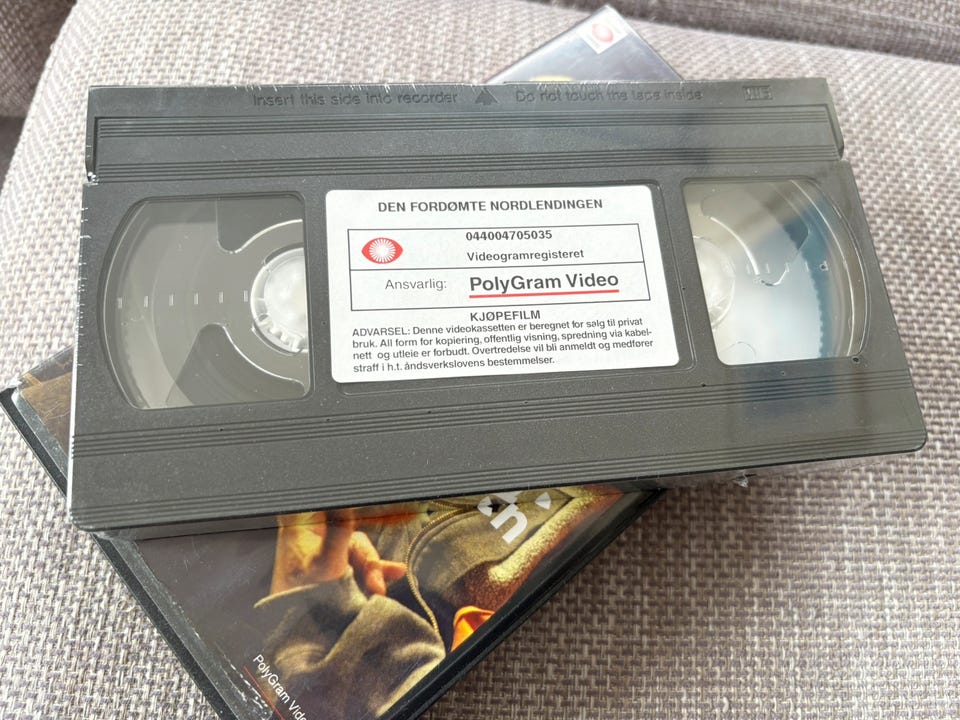 Insert this side into recorder Do not touch the tape inside VHS
DEN FORDØMTE NORDLENDINGEN
044004705035
Videogramregisteret
Ansvarlig: PolyGram Video
KJØPEFILM
ADVARSEL: Denne videokassetten er beregnet for salg til privat
bruk. All form for kopiering, offentlig visning, spredning via kabel-
nett og utleie er forbudt. Overtredelse vil bli anmeldt og medfører
straff i h.t. åndsverkslovens bestemmelser.
PolyGram Video